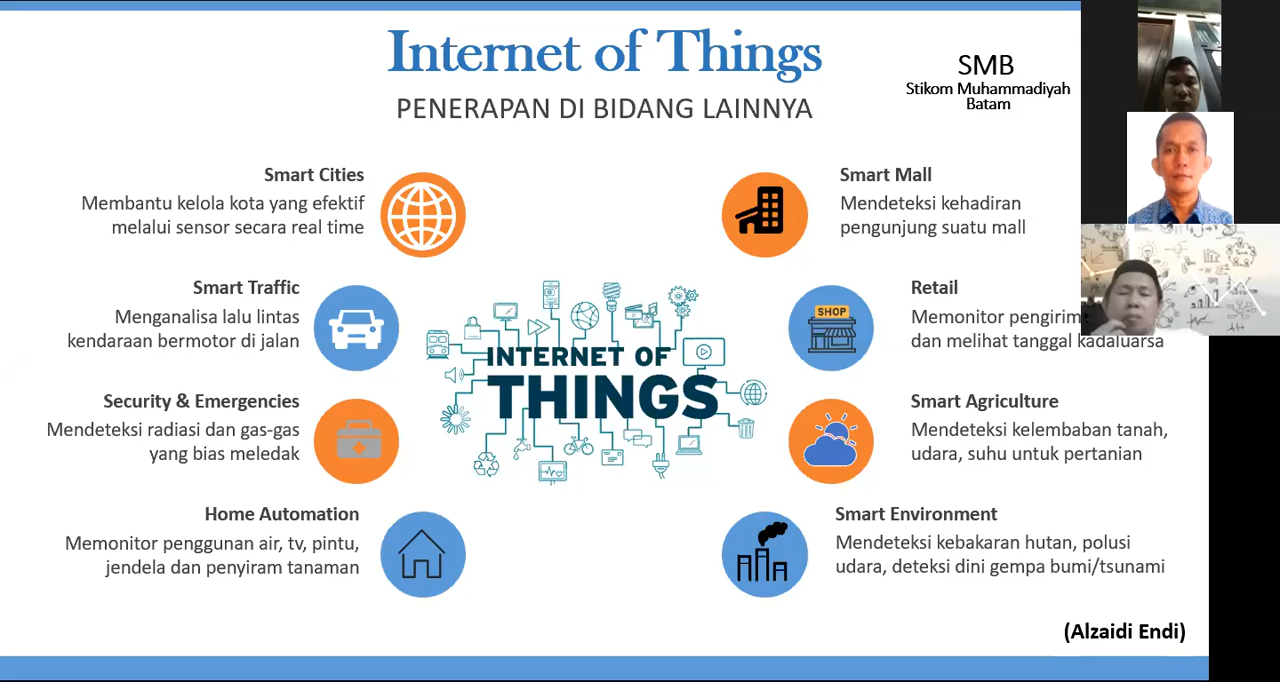 Internet of Things
PENERAPAN DI BIDANG LAINNYA
SMB
Stikom Muhammadiyah
Batam
Smart Cities
Membantu kelola kota yang efektif
melalui sensor secara real time
Smart Traffic
Menganalisa lalu lintas
kendaraan bermotor di jalan
Security & Emergencies
Mendeteksi radiasi dan gas-gas
yang bias meledak
Home Automation
Memonitor penggunan air, tv, pintu,
jendela dan penyiram tanaman
INTERNET OF
THINGS
Smart Mall
Mendeteksi kehadiran
pengunjung suatu mall
SHOP
Retail
Memonitor
dan melihat tanggal kadaluarsa
Smart Agriculture
Mendeteksi kelembaban tanah,
udara, suhu untuk pertanian
Smart Environment
Mendeteksi kebakaran hutan, polusi
udara, deteksi dini gempa bumi/tsunami
(Alzaidi Endi)